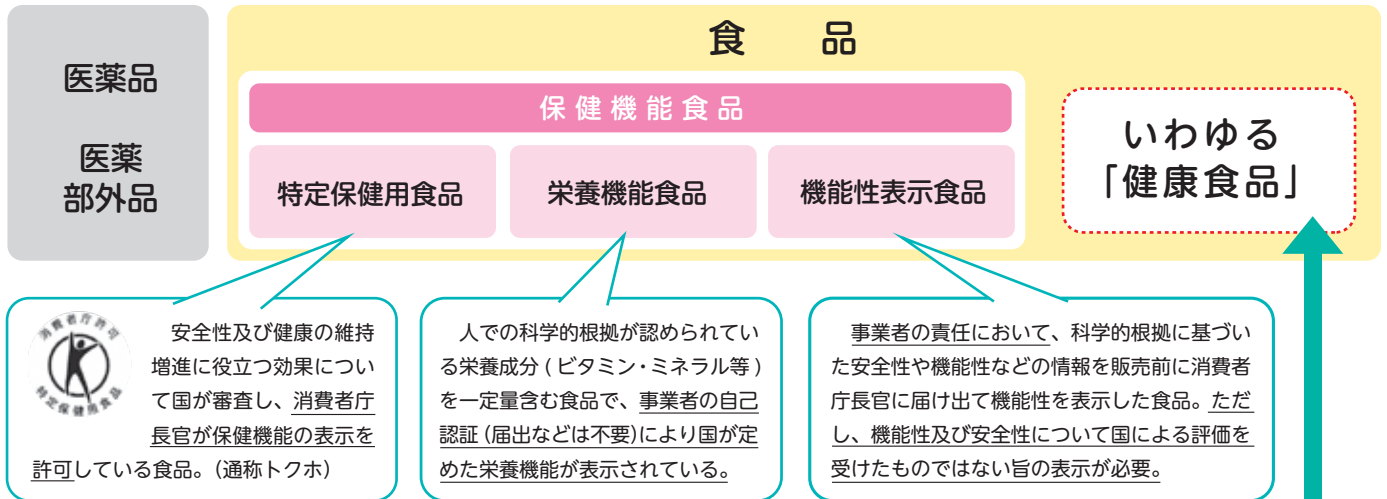 医薬品
医薬
部外品
食 品
保健機能食品
特定保健用食品
栄養機能食品
機能性表示食品
いわゆる
「健康食品」
消費者庁許可
特定保健用食品
安全性及び健康の維持
増進に役立つ効果につい
て国が審査し、消費者庁
長官が保健機能の表示を
許可している食品。(通称トクホ)
人での科学的根拠が認められてい
る栄養成分 ( ビタミン・ミネラル等 )
を一定量含む食品で、事業者の自己
認証 (届出などは不要)により国が定
めた栄養機能が表示されている。
事業者の責任において、科学的根拠に基づい
た安全性や機能性などの情報を販売前に消費者
庁長官に届け出て機能性を表示した食品。ただ
し、機能性及び安全性について国による評価を
受けたものではない旨の表示が必要。